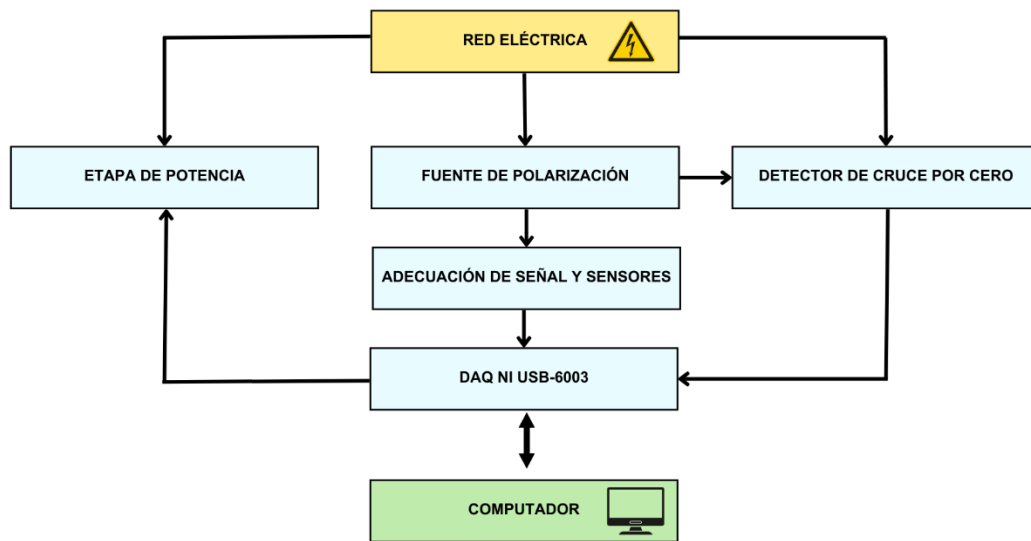 RED ELÉCTRICA
ETAPA DE POTENCIA
FUENTE DE POLARIZACIÓN
DETECTOR DE CRUCE POR CERO
ADECUACIÓN DE SEÑAL Y SENSORES
DAQ NI USB-6003
COMPUTADOR